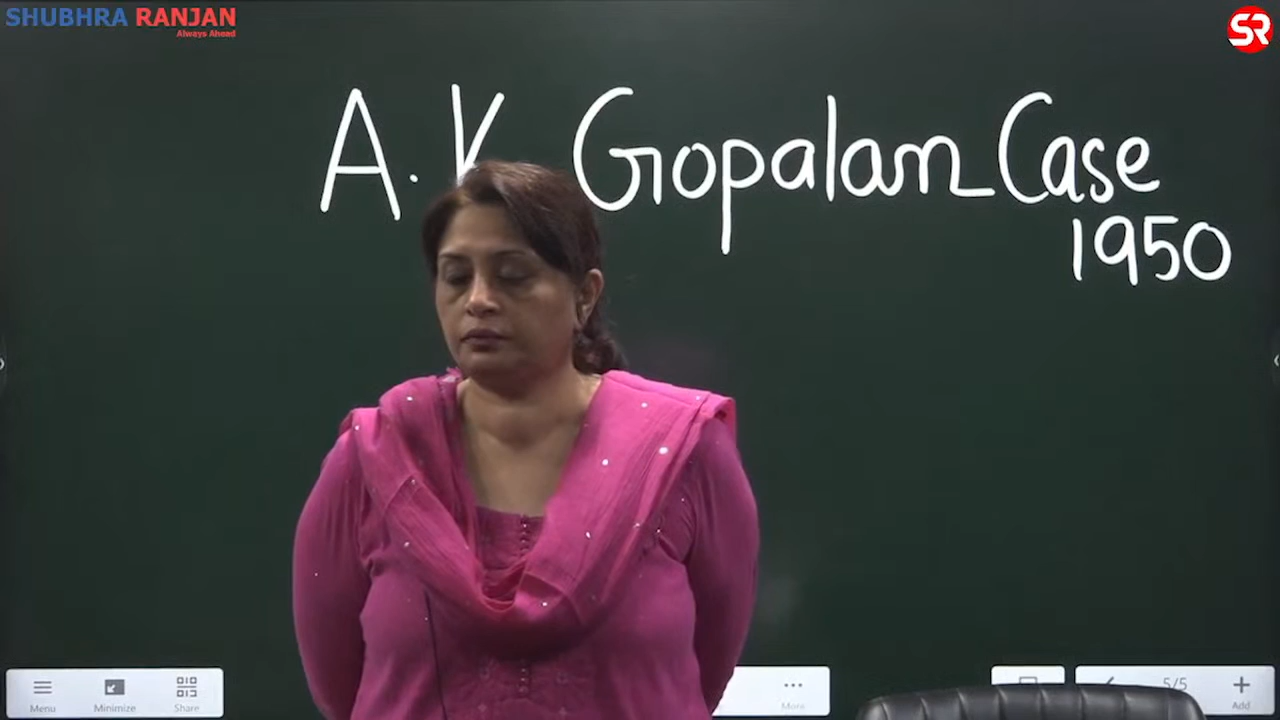 SHUBHRA RANJAN
Always Ahead
SR
A. K Gopalan Case
1950
Menu
Minimize
Share
More
5/5
Add